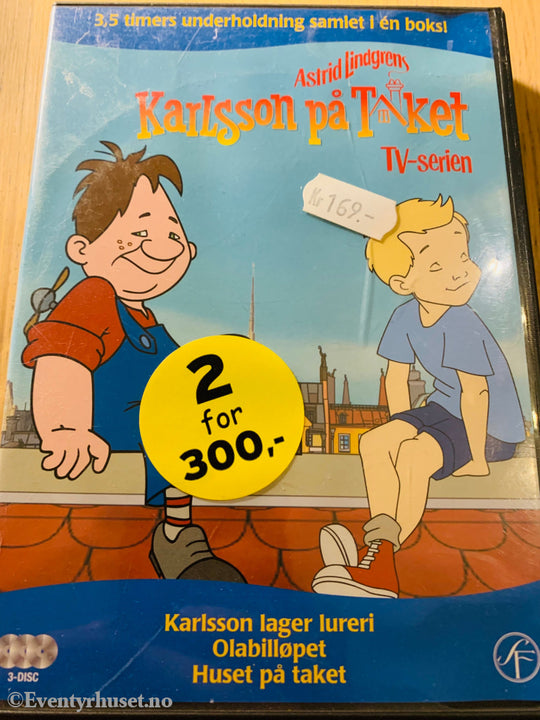 3,5 timers underholdning samlet i én boks!
Astrid Lindgrens
Karlsson på Taket
TV-serien
Kr 169.-
2
for
300,-
Karlsson lager lureri
Olabilløpet
Huset på taket
3-DISC
SF
©Eventyrhuset.no